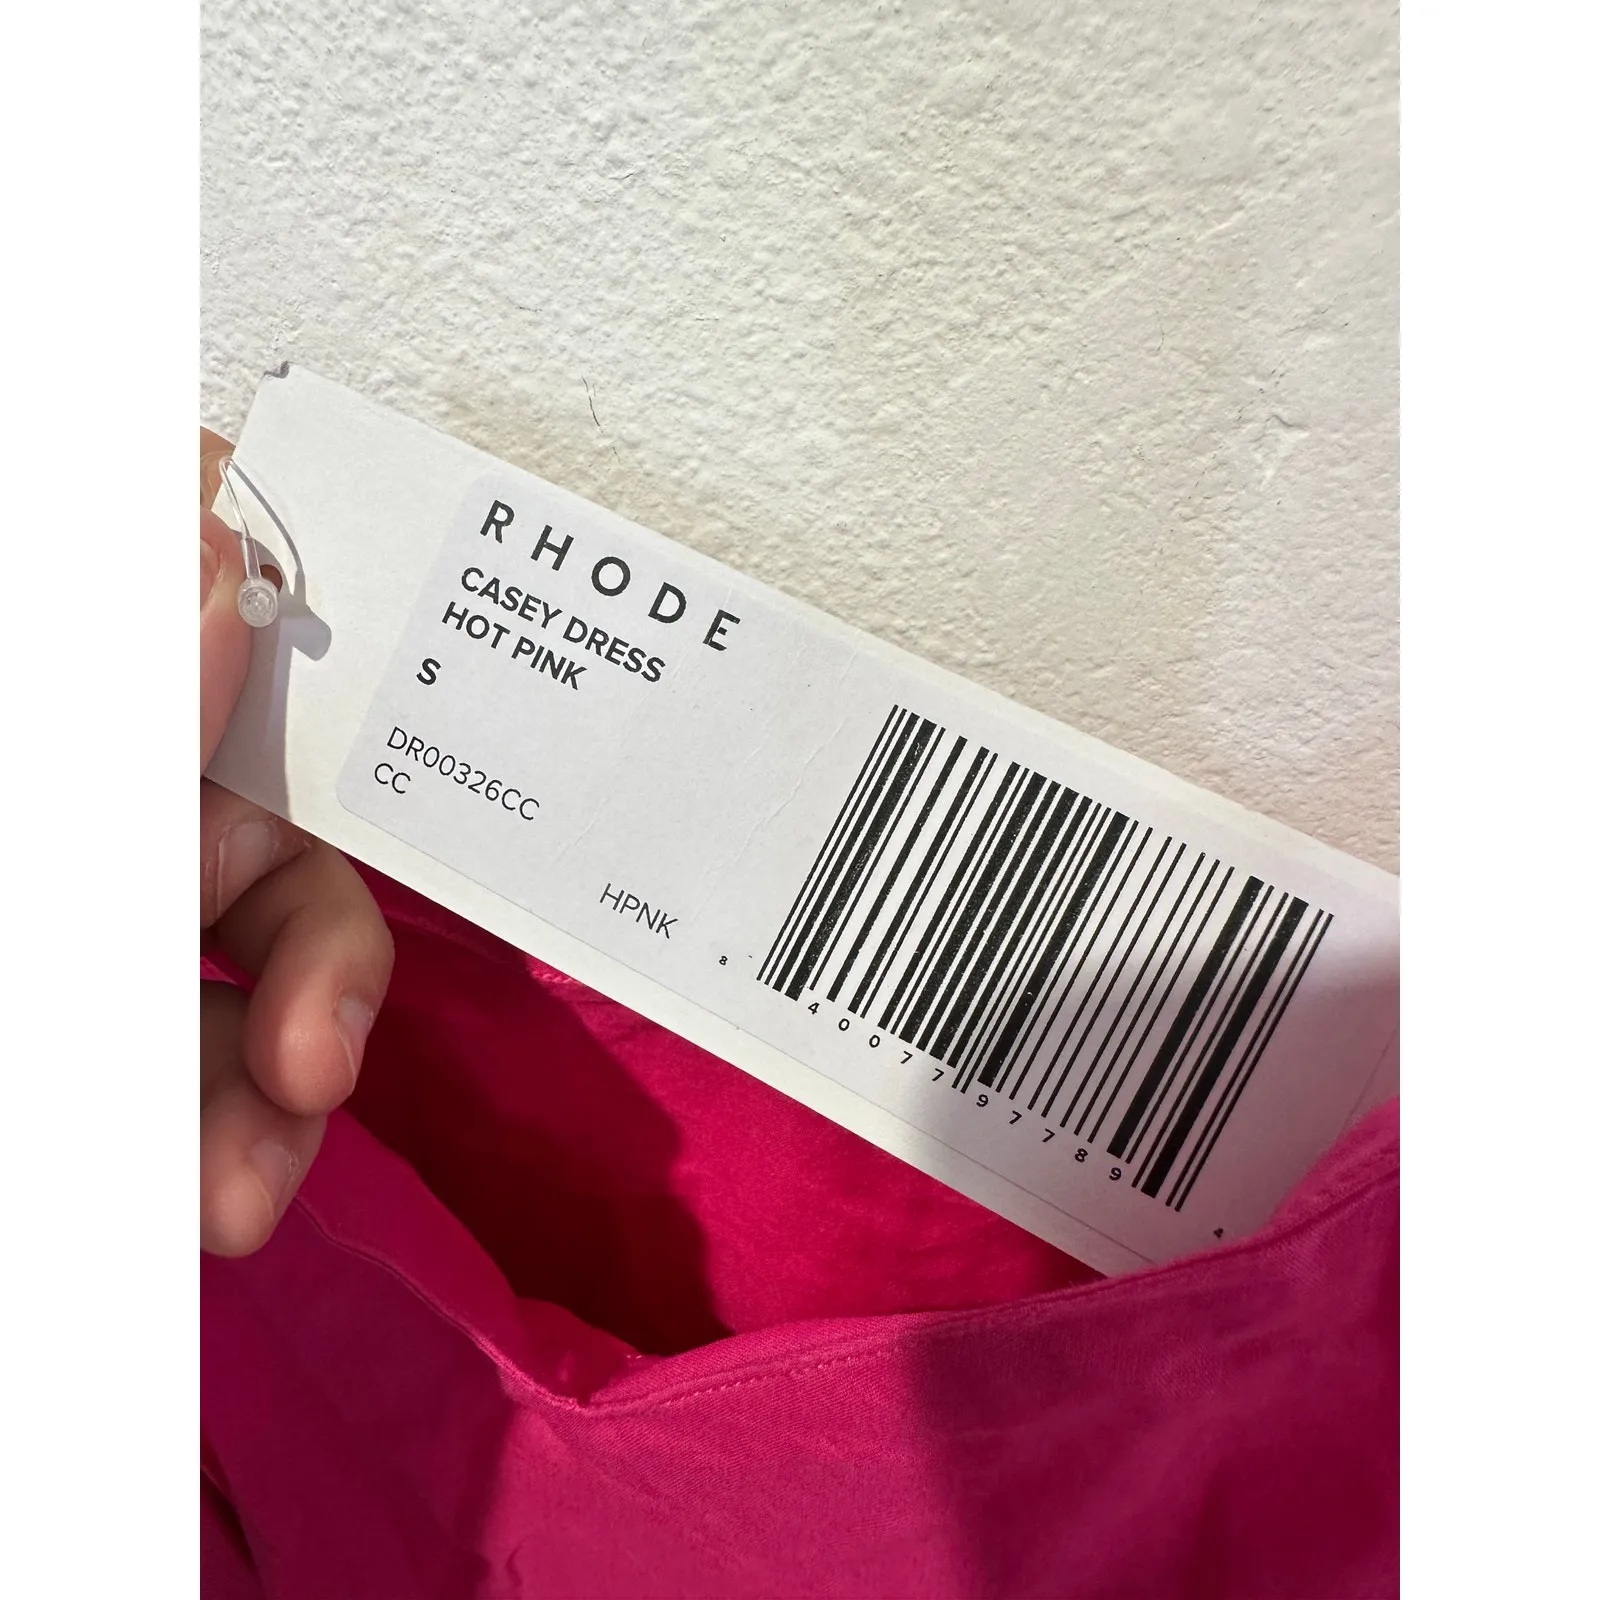 RHODE
CASEY DRESS
HOT PINK
S
DR00326CC
CC
HPNK
8 40077 97789 4